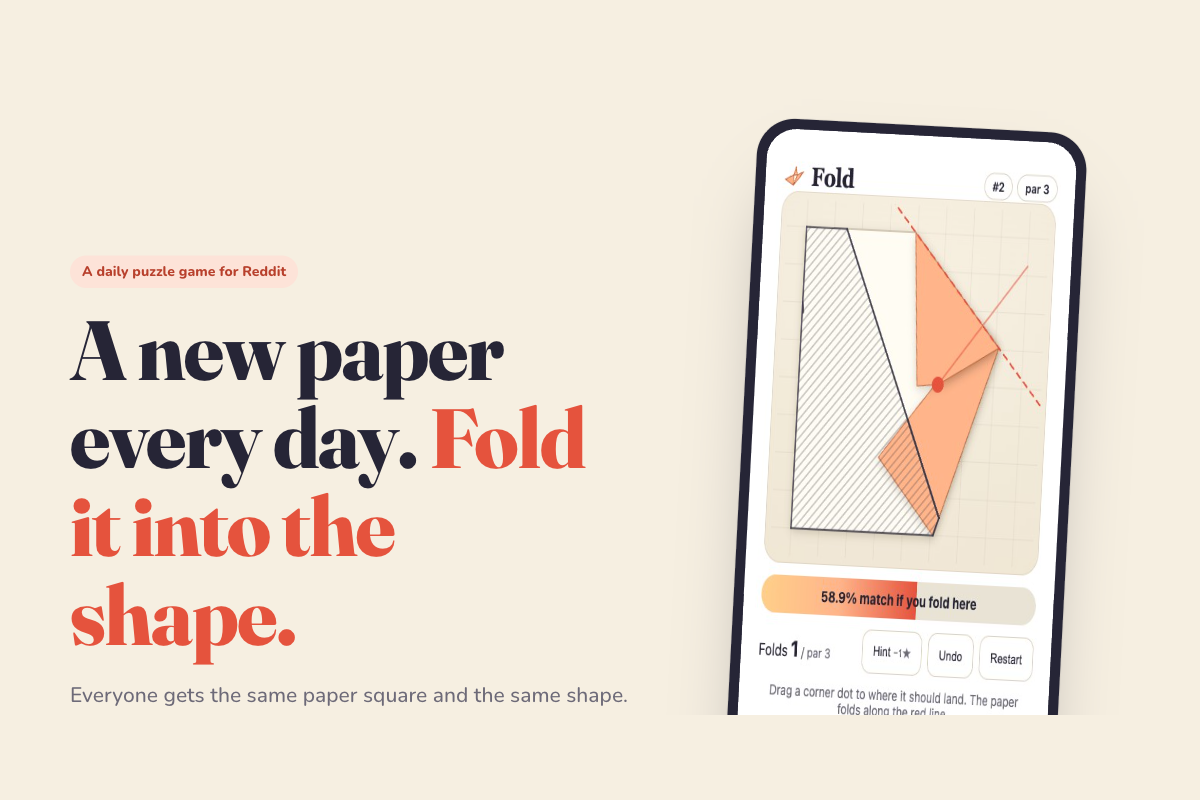 A daily puzzle game for Reddit
A new paper
every day. Fold
it into the
shape.
Everyone gets the same paper square and the same shape.
Fold
#2
par 3
58.9% match if you fold here
Folds 1 / par 3
Hint −1★
Undo
Restart
Drag a corner dot to where it should land. The paper
folds along the red line